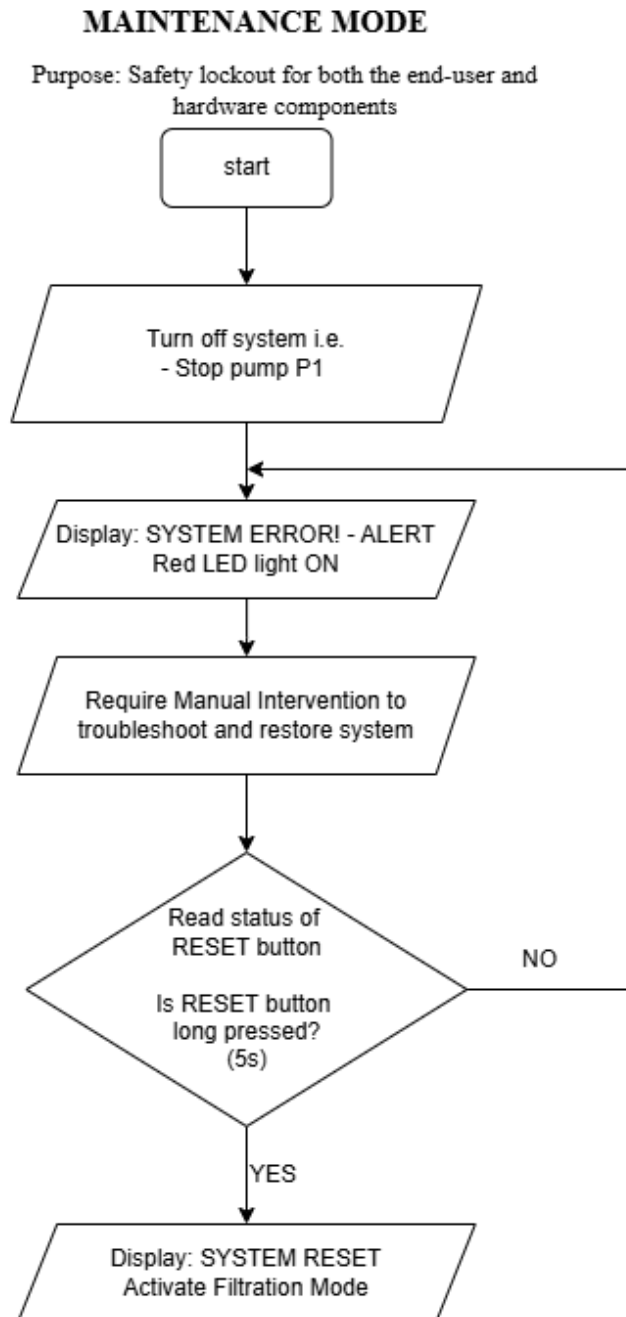 MAINTENANCE MODE
Purpose: Safety lockout for both the end-user and
hardware components
start
Turn off system i.e.
- Stop pump P1
Display: SYSTEM ERROR! - ALERT
Red LED light ON
Require Manual Intervention to
troubleshoot and restore system
Read status of
RESET button
Is RESET button
long pressed?
(5s)
NO
YES
Display: SYSTEM RESET
Activate Filtration Mode